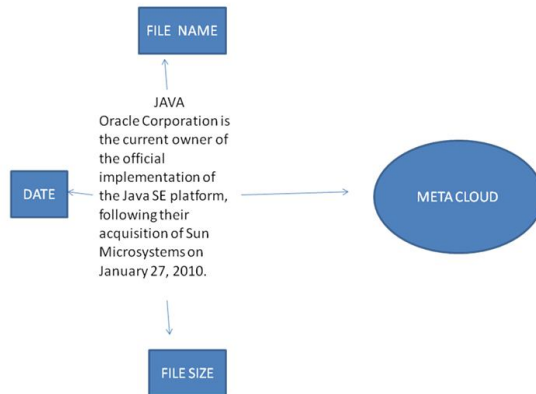 FILE NAME
JAVA
Oracle Corporation is
the current owner of
the official
implementation of
the Java SE platform,
following their
acquisition of Sun
Microsystems on
January 27, 2010.
DATE
META CLOUD
FILE SIZE